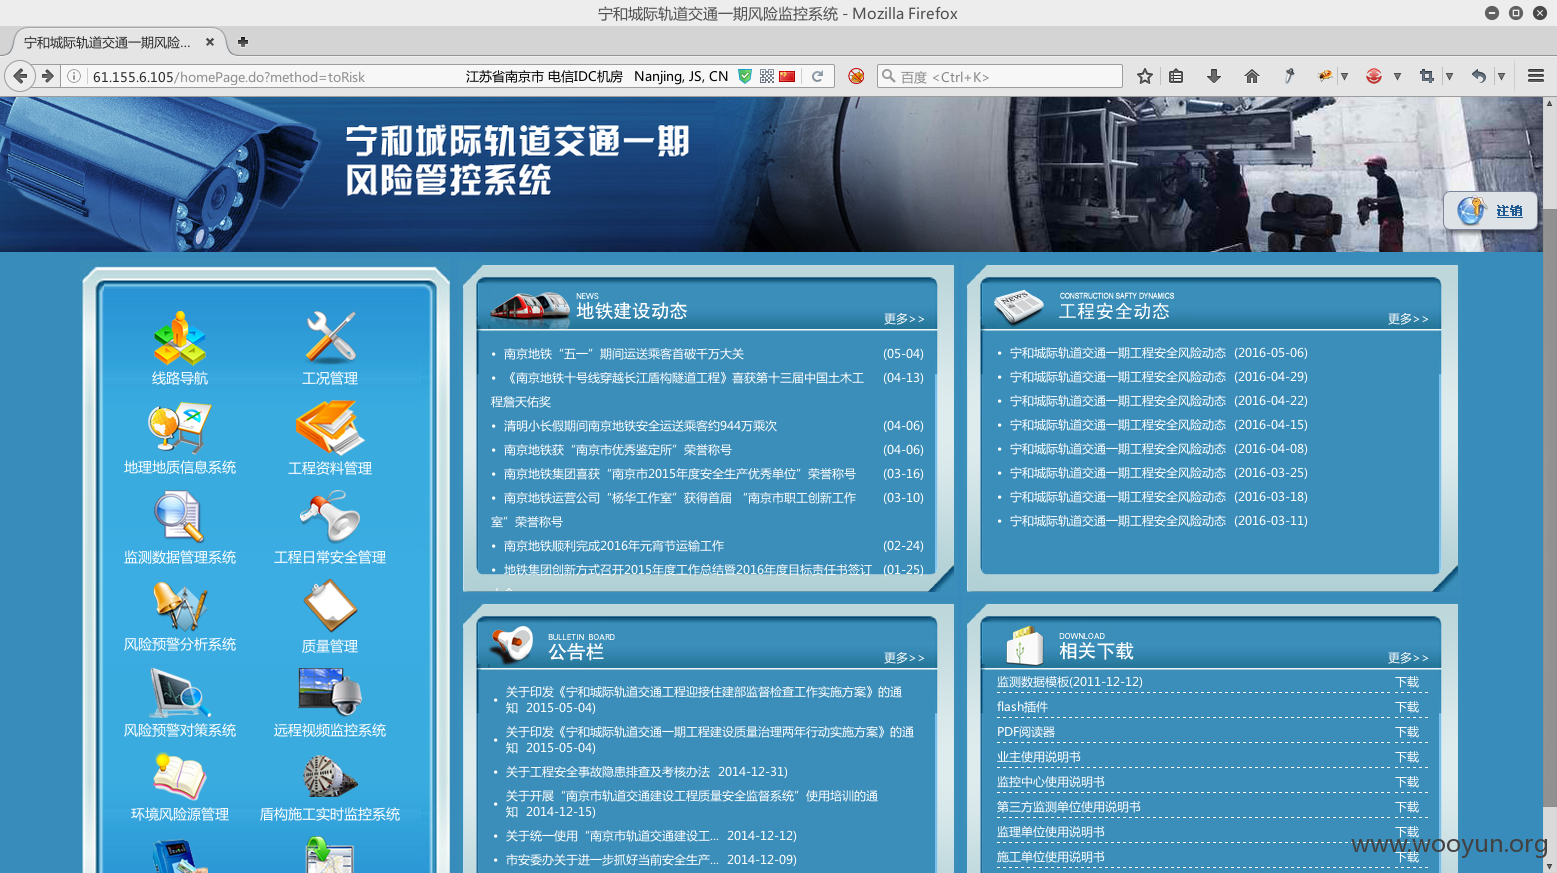 宁和城际轨道交通一期风险监控系统 - Mozilla Firefox
宁和城际轨道交通一期风险...
61.155.6.105/homePage.do?method=toRisk
江苏省南京市 电信IDC机房 Nanjing, JS, CN
百度 <Ctrl+K>
宁和城际轨道交通一期
风险管控系统
注销
线路导航
工况管理
地理地质信息系统
工程资料管理
监测数据管理系统
工程日常安全管理
风险预警分析系统
质量管理
风险预警对策系统
远程视频监控系统
环境风险源管理
盾构施工实时监控系统
NEWS
地铁建设动态
更多>>
• 南京地铁“五一”期间运送乘客首破千万大关 (05-04)
• 《南京地铁十号线穿越长江盾构隧道工程》喜获第十三届中国土木工 (04-13)
程詹天佑奖
• 清明小长假期间南京地铁安全运送乘客约944万乘次 (04-06)
• 南京地铁获“南京市优秀鉴定所”荣誉称号 (04-06)
• 南京地铁集团喜获“南京市2015年度安全生产优秀单位”荣誉称号 (03-16)
• 南京地铁运营公司“杨华工作室”获得首届 “南京市职工创新工作 (03-10)
室”荣誉称号
• 南京地铁顺利完成2016年元宵节运输工作 (02-24)
• 地铁集团创新方式召开2015年度工作总结暨2016年度目标责任书签订 (01-25)
CONSTRUCTION SAFTY DYNAMICS
工程安全动态
更多>>
• 宁和城际轨道交通一期工程安全风险动态 (2016-05-06)
• 宁和城际轨道交通一期工程安全风险动态 (2016-04-29)
• 宁和城际轨道交通一期工程安全风险动态 (2016-04-22)
• 宁和城际轨道交通一期工程安全风险动态 (2016-04-15)
• 宁和城际轨道交通一期工程安全风险动态 (2016-04-08)
• 宁和城际轨道交通一期工程安全风险动态 (2016-03-25)
• 宁和城际轨道交通一期工程安全风险动态 (2016-03-18)
• 宁和城际轨道交通一期工程安全风险动态 (2016-03-11)
BULLETIN BOARD
公告栏
更多>>
• 关于印发《宁和城际轨道交通工程迎接住建部监督检查工作实施方案》的通
知 2015-05-04)
• 关于印发《宁和城际轨道交通一期工程建设质量治理两年行动实施方案》的通
知 2015-05-04)
• 关于工程安全事故隐患排查及考核办法 2014-12-31)
• 关于开展“南京市轨道交通建设工程质量安全监督系统”使用培训的通
知 2014-12-15)
• 关于统一使用“南京市轨道交通建设工... 2014-12-12)
• 市安委办关于进一步抓好当前安全生产... 2014-12-09)
DOWNLOAD
相关下载
更多>>
监测数据模板(2011-12-12) 下载
flash插件 下载
PDF阅读器 下载
业主使用说明书 下载
监控中心使用说明书 下载
第三方监测单位使用说明书 下载
监理单位使用说明书 下载
施工单位使用说明书 下载
www.wooyun.org